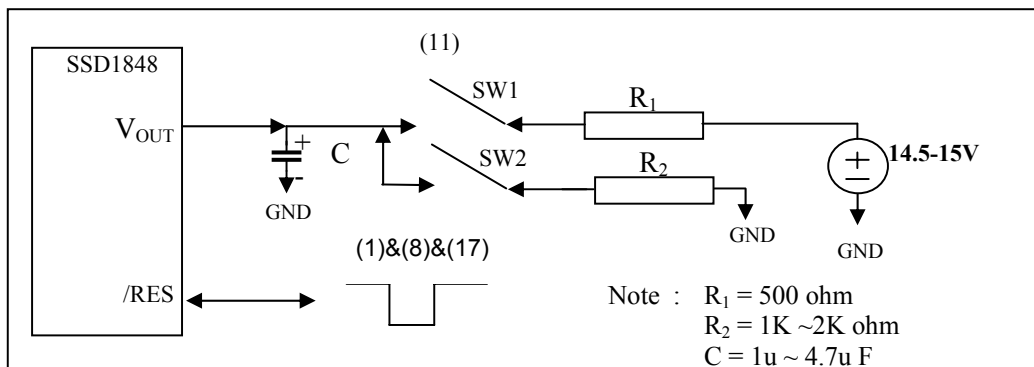 (11)
SSD1848
SW1
R₁
V_OUT
+
C
-
SW2
R₂
+
−
14.5-15V
GND
GND
GND
(1)&(8)&(17)
/RES
Note : R₁ = 500 ohm
R₂ = 1K ~2K ohm
C = 1u ~ 4.7u F